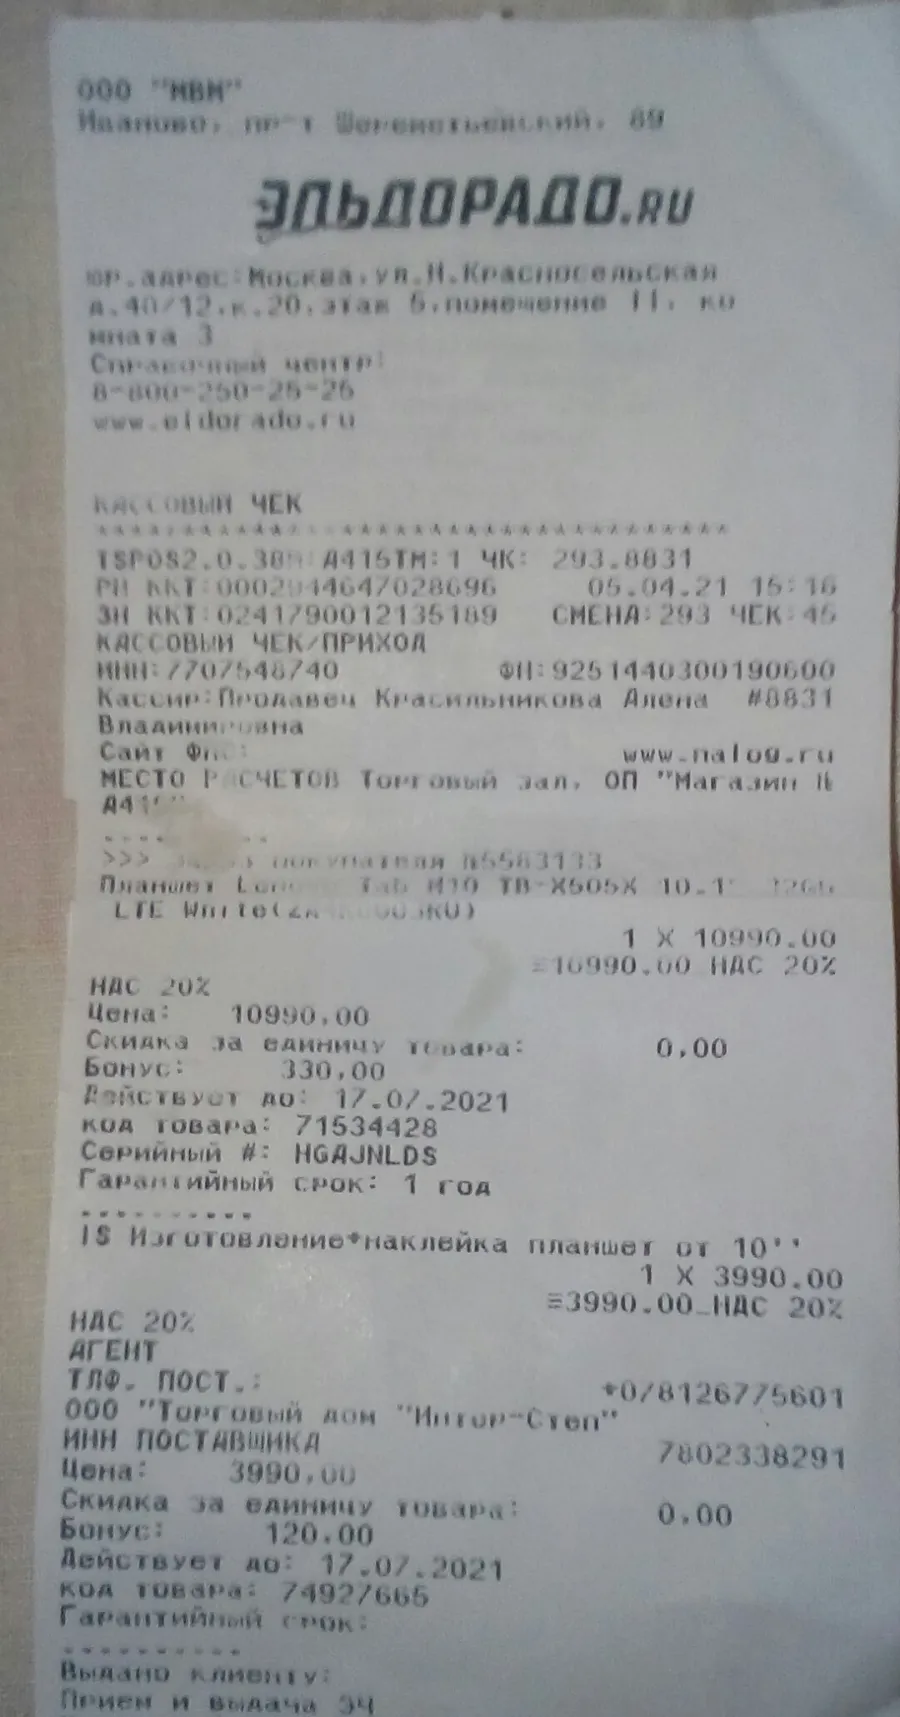 ООО "МВМ"
Иваново, пр-т Шереметьевский, 89
ЭЛЬДОРАДО.RU
юр.адрес:Москва,ул.Н.Красносельская
д.40/12,к.20,этаж 5,помещение II, ко
мната 3
Справочный центр:
8-800-250-25-25
www.eldorado.ru
КАССОВЫЙ ЧЕК
TSPOS2.0.38 A415ТМ:1 ЧК: 293.8831
РН ККТ:0002944647028696 05.04.21 15:16
ЗН ККТ:0241790012135189 СМЕНА:293 ЧЕК:45
КАССОВЫЙ ЧЕК/ПРИХОД
ИНН:7707548740 ФН:9251440300190600
Кассир:Продавец Красильникова Алена #8831
Владимировна
Сайт ФНС: www.nalog.ru
МЕСТО РАСЧЕТОВ Торговый зал, ОП "Магазин №
А415"
----------
>>> покупателя №5583133
Планшет Lenovo Tab M10 TB-X505X 10.1"
LTE White
1 X 10990.00
≡10990.00 НДС 20%
НДС 20%
Цена: 10990,00
Скидка за единицу товара: 0,00
Бонус: 330,00
Действует до: 17.07.2021
код товара: 71534428
Серийный #: HGAJNLDS
Гарантийный срок: 1 год
----------
IS Изготовление*наклейка планшет от 10''
1 X 3990.00
≡3990.00_НДС 20%
НДС 20%
АГЕНТ
ТЛФ. ПОСТ.: *0/8126775601
ООО "Торговый дом "Интер-Степ"
ИНН ПОСТАВЩИКА 7802338291
Цена: 3990,00
Скидка за единицу товара: 0,00
Бонус: 120,00
Действует до: 17.07.2021
код товара: 74927665
Гарантийный срок:
----------
Выдано клиенту:
Прием и выдача ЭЧ